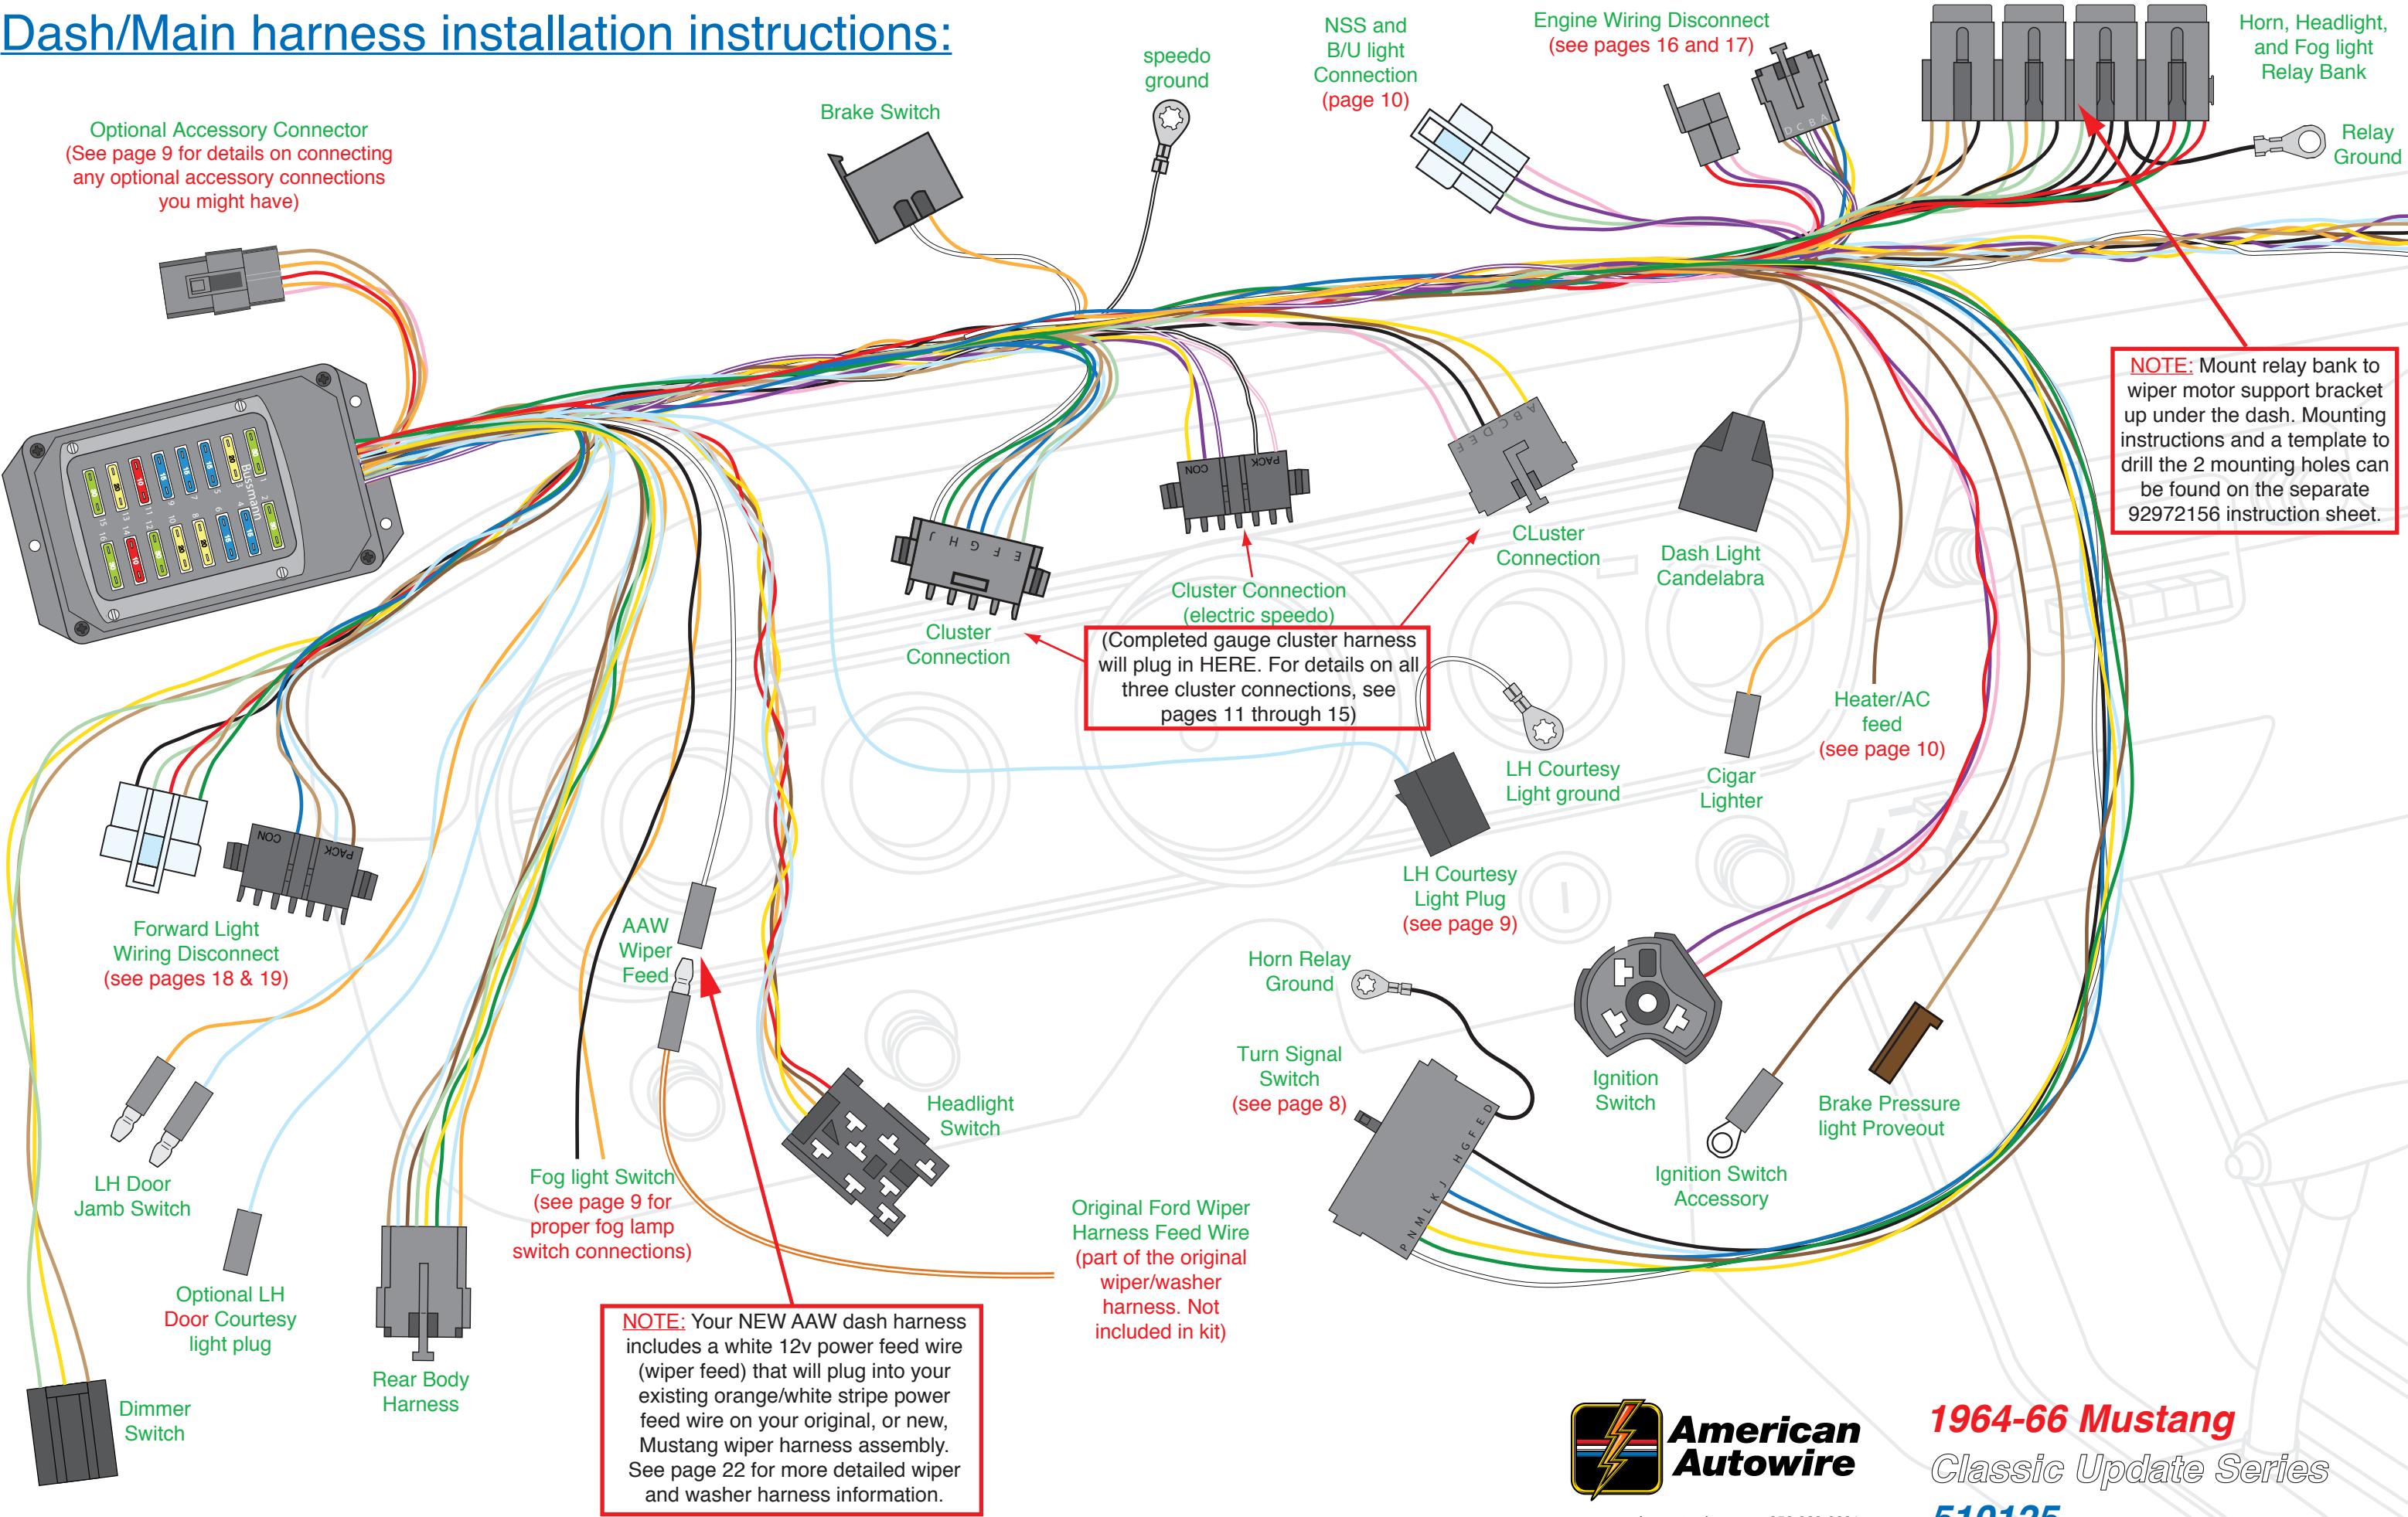 Dash/Main harness installation instructions:
Optional Accessory Connector
(See page 9 for details on connecting
any optional accessory connections
you might have)
Brake Switch
speedo
ground
NSS and
B/U light
Connection
(page 10)
Engine Wiring Disconnect
(see pages 16 and 17)
D C B A
Horn, Headlight,
and Fog light
Relay Bank
Relay
Ground
NOTE: Mount relay bank to
wiper motor support bracket
up under the dash. Mounting
instructions and a template to
drill the 2 mounting holes can
be found on the separate
92972156 instruction sheet.
Bussmann
J H G F E
Cluster
Connection
CON PACK
Cluster Connection
(electric speedo)
(Completed gauge cluster harness
will plug in HERE. For details on all
three cluster connections, see
pages 11 through 15)
F E D C B A
CLuster
Connection
Dash Light
Candelabra
Cigar
Lighter
Heater/AC
feed
(see page 10)
LH Courtesy
Light ground
LH Courtesy
Light Plug
(see page 9)
CON PACK
Forward Light
Wiring Disconnect
(see pages 18 & 19)
AAW
Wiper
Feed
Horn Relay
Ground
Turn Signal
Switch
(see page 8)
P N M L K J H G F E D
Ignition
Switch
Ignition Switch
Accessory
Brake Pressure
light Proveout
Headlight
Switch
LH Door
Jamb Switch
Optional LH
Door Courtesy
light plug
Fog light Switch
(see page 9 for
proper fog lamp
switch connections)
Original Ford Wiper
Harness Feed Wire
(part of the original
wiper/washer
harness. Not
included in kit)
Rear Body
Harness
Dimmer
Switch
NOTE: Your NEW AAW dash harness
includes a white 12v power feed wire
(wiper feed) that will plug into your
existing orange/white stripe power
feed wire on your original, or new,
Mustang wiper harness assembly.
See page 22 for more detailed wiper
and washer harness information.
American
Autowire
1964-66 Mustang
Classic Update Series
510125